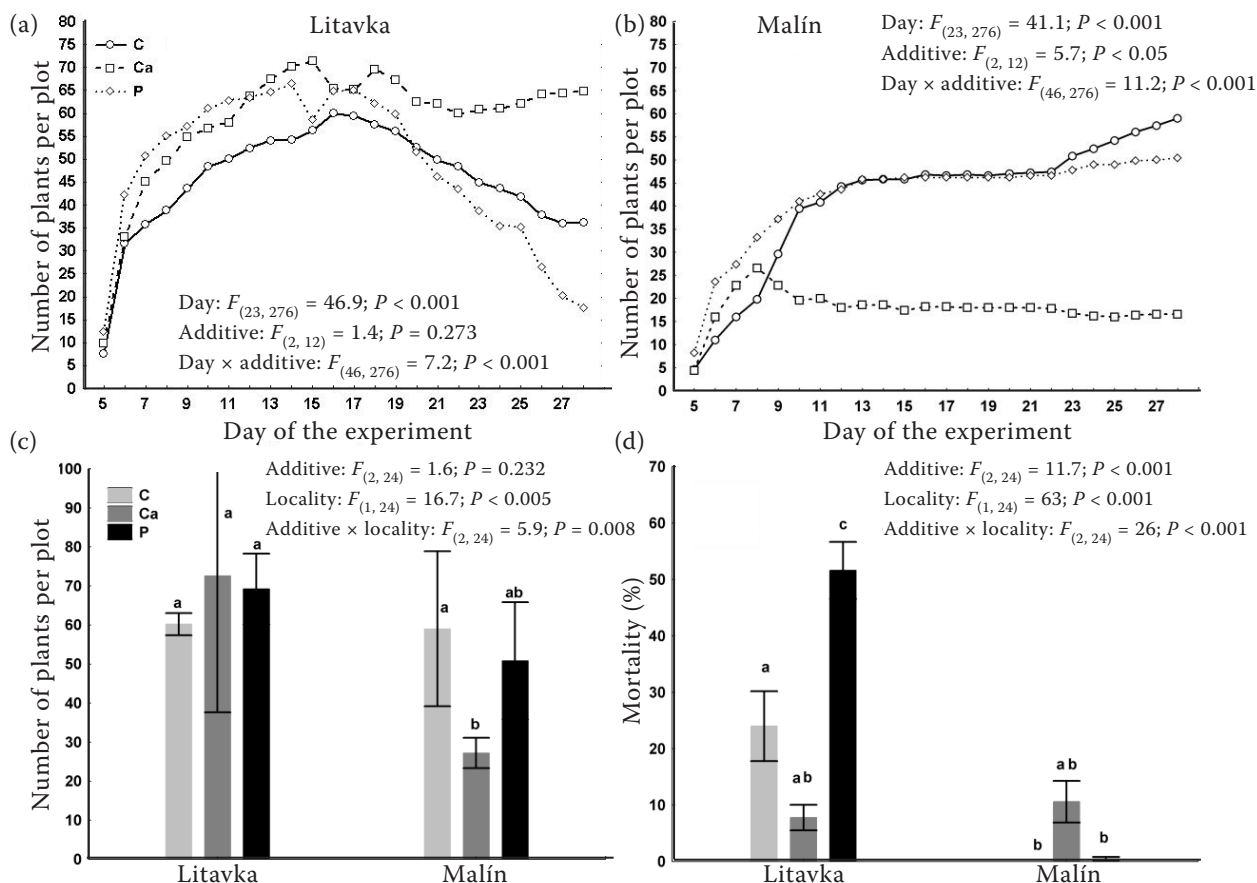 (a)
Litavka
C
Ca
P
Number of plants per plot
80
75
70
65
60
55
50
45
40
35
30
25
20
15
10
5
0
Day: F(23, 276) = 46.9; P < 0.001
Additive: F(2, 12) = 1.4; P = 0.273
Day × additive: F(46, 276) = 7.2; P < 0.001
5 7 9 11 13 15 17 19 21 23 25 27
Day of the experiment
(b)
Malín
Day: F(23, 276) = 41.1; P < 0.001
Additive: F(2, 12) = 5.7; P < 0.05
Day × additive: F(46, 276) = 11.2; P < 0.001
Number of plants per plot
80
75
70
65
60
55
50
45
40
35
30
25
20
15
10
5
0
5 7 9 11 13 15 17 19 21 23 25 27
Day of the experiment
(c)
Additive: F(2, 24) = 1.6; P = 0.232
Locality: F(1, 24) = 16.7; P < 0.005
Additive × locality: F(2, 24) = 5.9; P = 0.008
C
Ca
P
Number of plants per plot
100
90
80
70
60
50
40
30
20
10
0
a a a a b ab
Litavka Malín
(d)
Additive: F(2, 24) = 11.7; P < 0.001
Locality: F(1, 24) = 63; P < 0.001
Additive × locality: F(2, 24) = 26; P < 0.001
Mortality (%)
70
60
50
40
30
20
10
0
a ab c b ab b
Litavka Malín